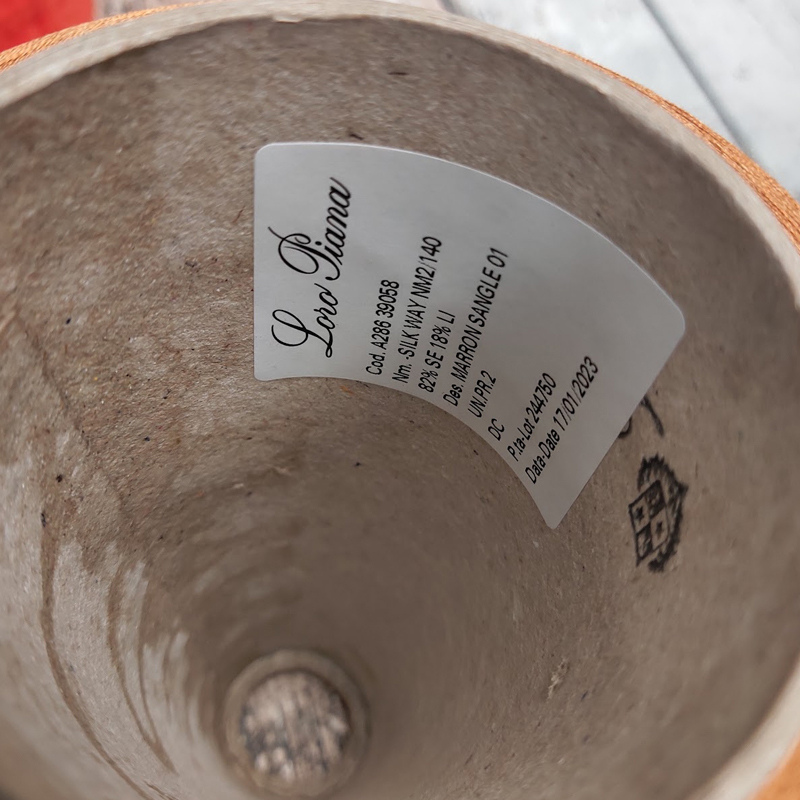 Loro Piana
Cod. A286 39058
Nm. -SILK WAY NM2/140
82% SE 18% LI
Des. MARRON SANGLE 01
UN.PR.2
DC
P.ta-Lot 244750
Data-Date 17/01/2023